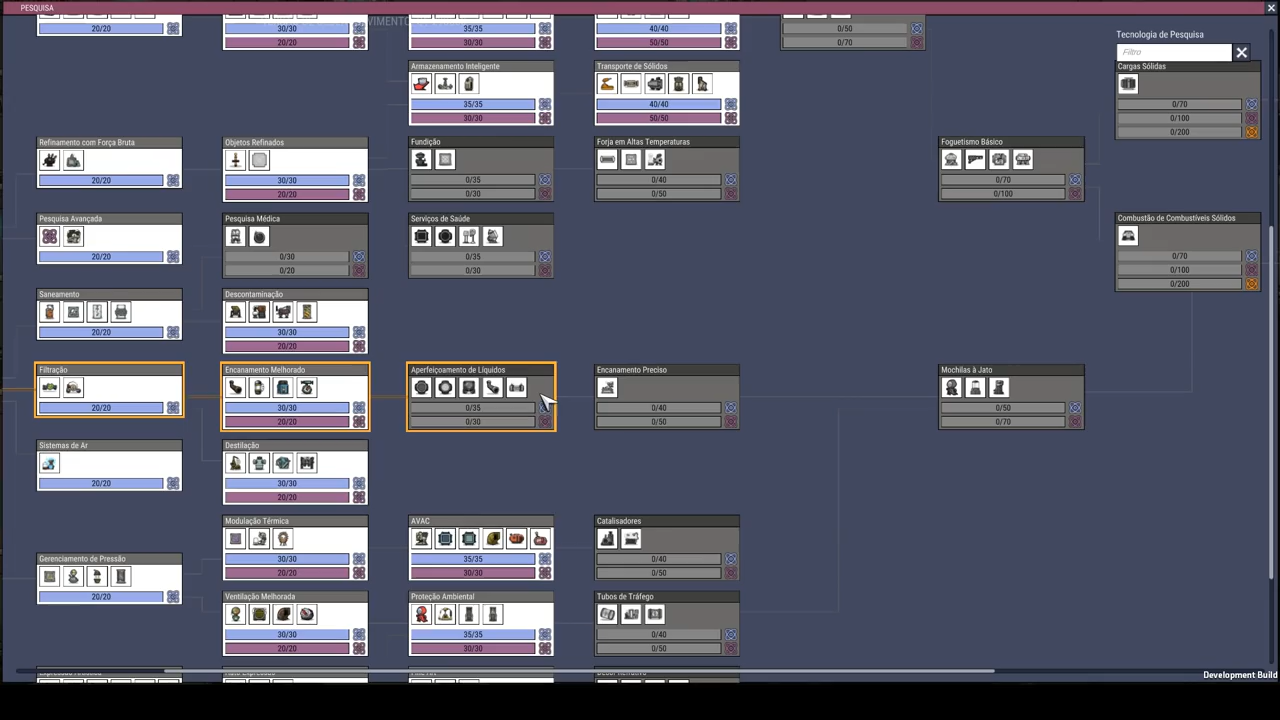 PESQUISA
20/20
30/30
20/20
35/35
30/30
40/40
50/50
0/50
0/70
Tecnologia de Pesquisa
Filtro
Cargas Sólidas
0/70
0/100
0/200
Armazenamento Inteligente
35/35
30/30
Transporte de Sólidos
40/40
50/50
Refinamento com Força Bruta
20/20
Objetos Refinados
30/30
20/20
Fundição
0/35
0/30
Forja em Altas Temperaturas
0/40
0/50
Foguetismo Básico
0/70
0/100
Pesquisa Avançada
20/20
Pesquisa Médica
0/30
0/20
Serviços de Saúde
0/35
0/30
Combustão de Combustíveis Sólidos
0/70
0/100
0/200
Saneamento
20/20
Descontaminação
30/30
20/20
Filtração
20/20
Encanamento Melhorado
30/30
20/20
Aperfeiçoamento de Líquidos
0/35
0/30
Encanamento Preciso
0/40
0/50
Mochilas à Jato
0/50
0/70
Sistemas de Ar
20/20
Destilação
30/30
20/20
Modulação Térmica
30/30
20/20
AVAC
35/35
30/30
Catalisadores
0/40
0/50
Gerenciamento de Pressão
20/20
Ventilação Melhorada
30/30
20/20
Proteção Ambiental
35/35
30/30
Tubos de Tráfego
0/40
0/50
Development Build